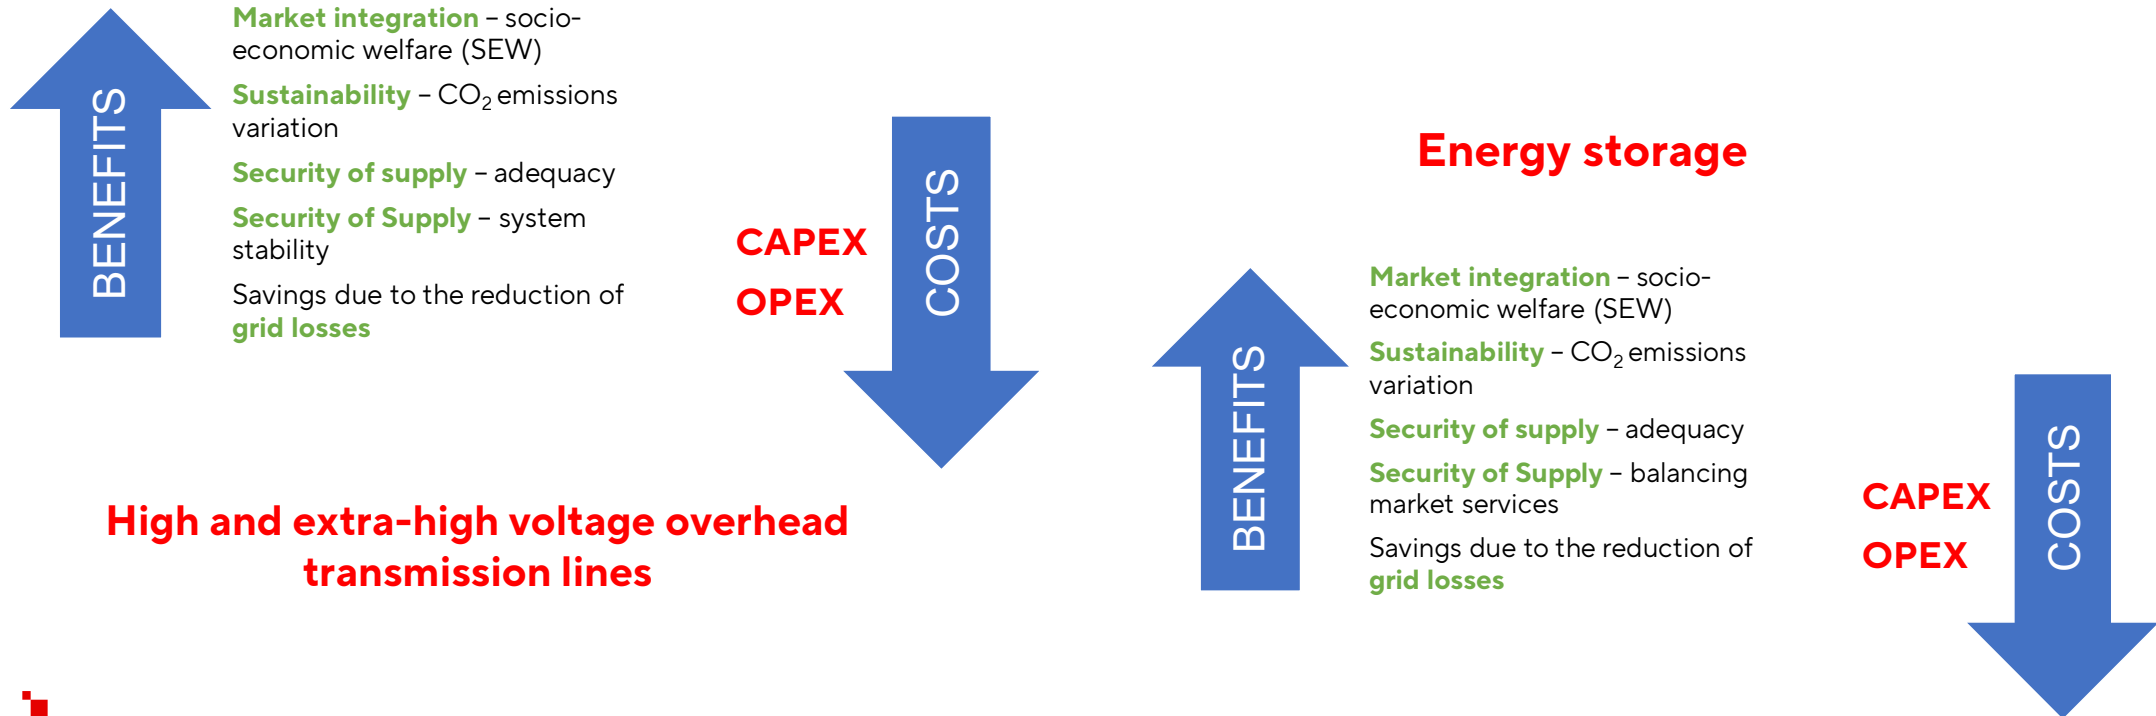 BENEFITS
Market integration – socio-
economic welfare (SEW)
Sustainability – CO₂ emissions
variation
Security of supply – adequacy
Security of Supply – system
stability
Savings due to the reduction of
grid losses
CAPEX
OPEX
COSTS
High and extra-high voltage overhead
transmission lines
Energy storage
BENEFITS
Market integration – socio-
economic welfare (SEW)
Sustainability – CO₂ emissions
variation
Security of supply – adequacy
Security of Supply – balancing
market services
Savings due to the reduction of
grid losses
CAPEX
OPEX
COSTS